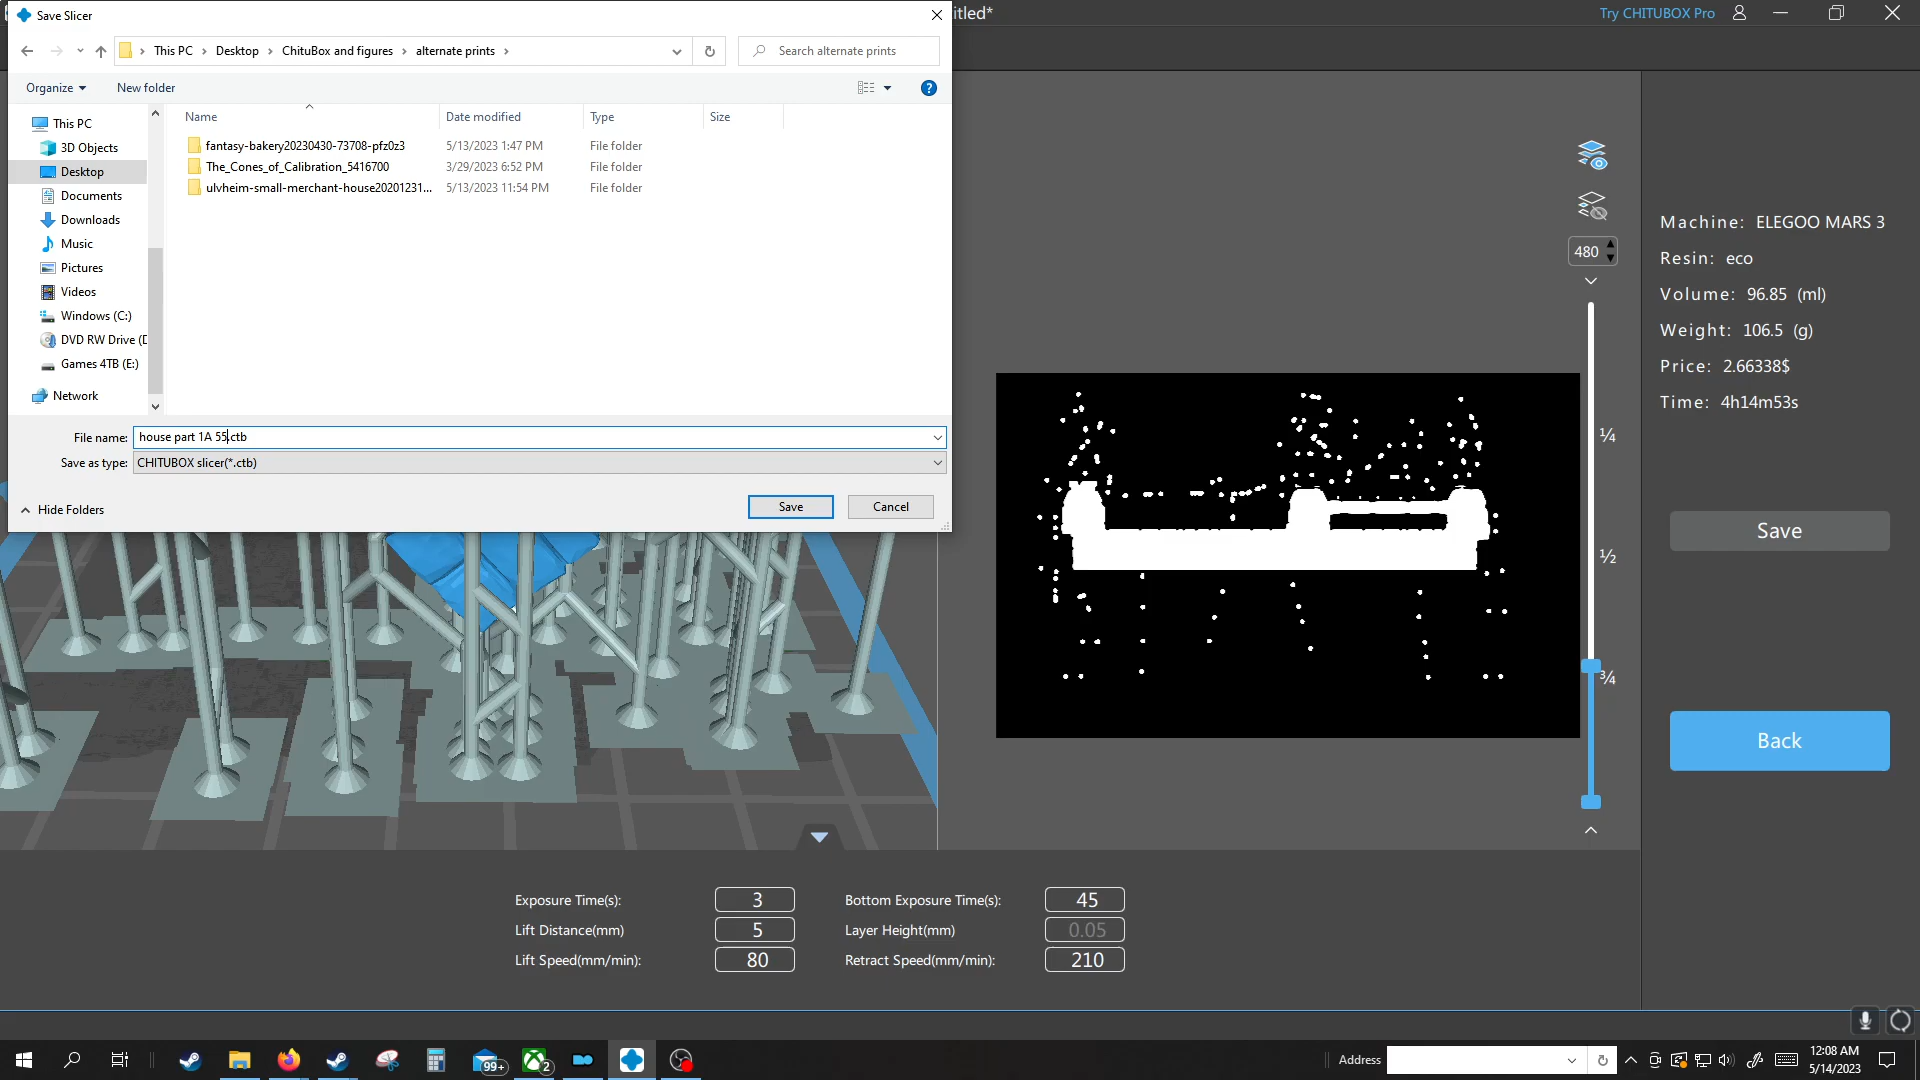 Save Slicer
itled*
Try CHITUBOX Pro
This PC
Desktop
ChituBox and figures
alternate prints
Search alternate prints
Organize
New folder
?
Name
Date modified
Type
Size
This PC
3D Objects
Desktop
Documents
Downloads
Music
Pictures
Videos
Windows (C:)
DVD RW Drive (D
Games 4TB (E:)
Network
fantasy-bakery20230430-73708-pfz0z3
5/13/2023 1:47 PM
File folder
The_Cones_of_Calibration_5416700
3/29/2023 6:52 PM
File folder
ulvheim-small-merchant-house20201231...
5/13/2023 11:54 PM
File folder
File name:
house part 1A 55.ctb
Save as type:
CHITUBOX slicer(*.ctb)
Hide Folders
Save
Cancel
480
¼
½
¾
Machine: ELEGOO MARS 3
Resin: eco
Volume: 96.85 (ml)
Weight: 106.5 (g)
Price: 2.66338$
Time: 4h14m53s
Save
Back
Exposure Time(s): 3
Bottom Exposure Time(s): 45
Lift Distance(mm) 5
Layer Height(mm) 0.05
Lift Speed(mm/min): 80
Retract Speed(mm/min): 210
99+
2
Address
12:08 AM
5/14/2023